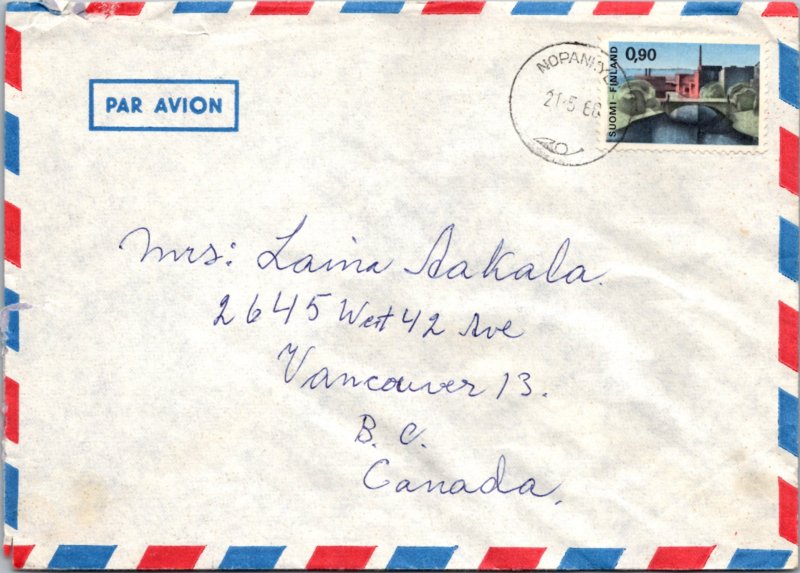 PAR AVION
21.5 68
0,90
SUOMI - FINLAND
Mrs: Laina Aakala.
2645 West 42 Ave
Vancouver 13.
B. C.
Canada.